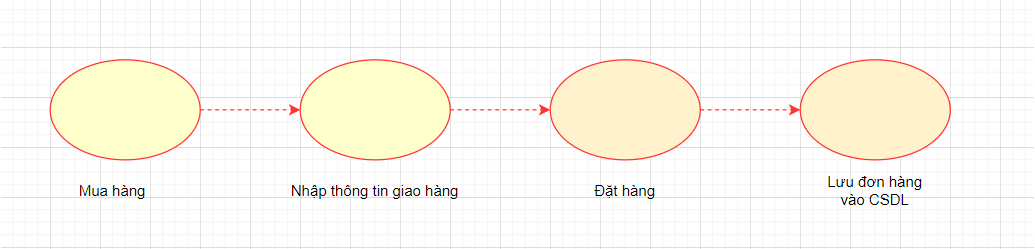 Mua hàng
Nhập thông tin giao hàng
Đặt hàng
Lưu đơn hàng
vào CSDL